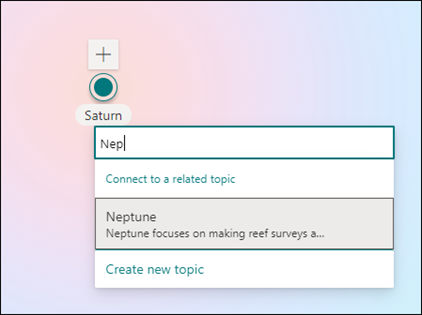 Saturn
Nep
Connect to a related topic
Neptune
Neptune focuses on making reef surveys a...
Create new topic